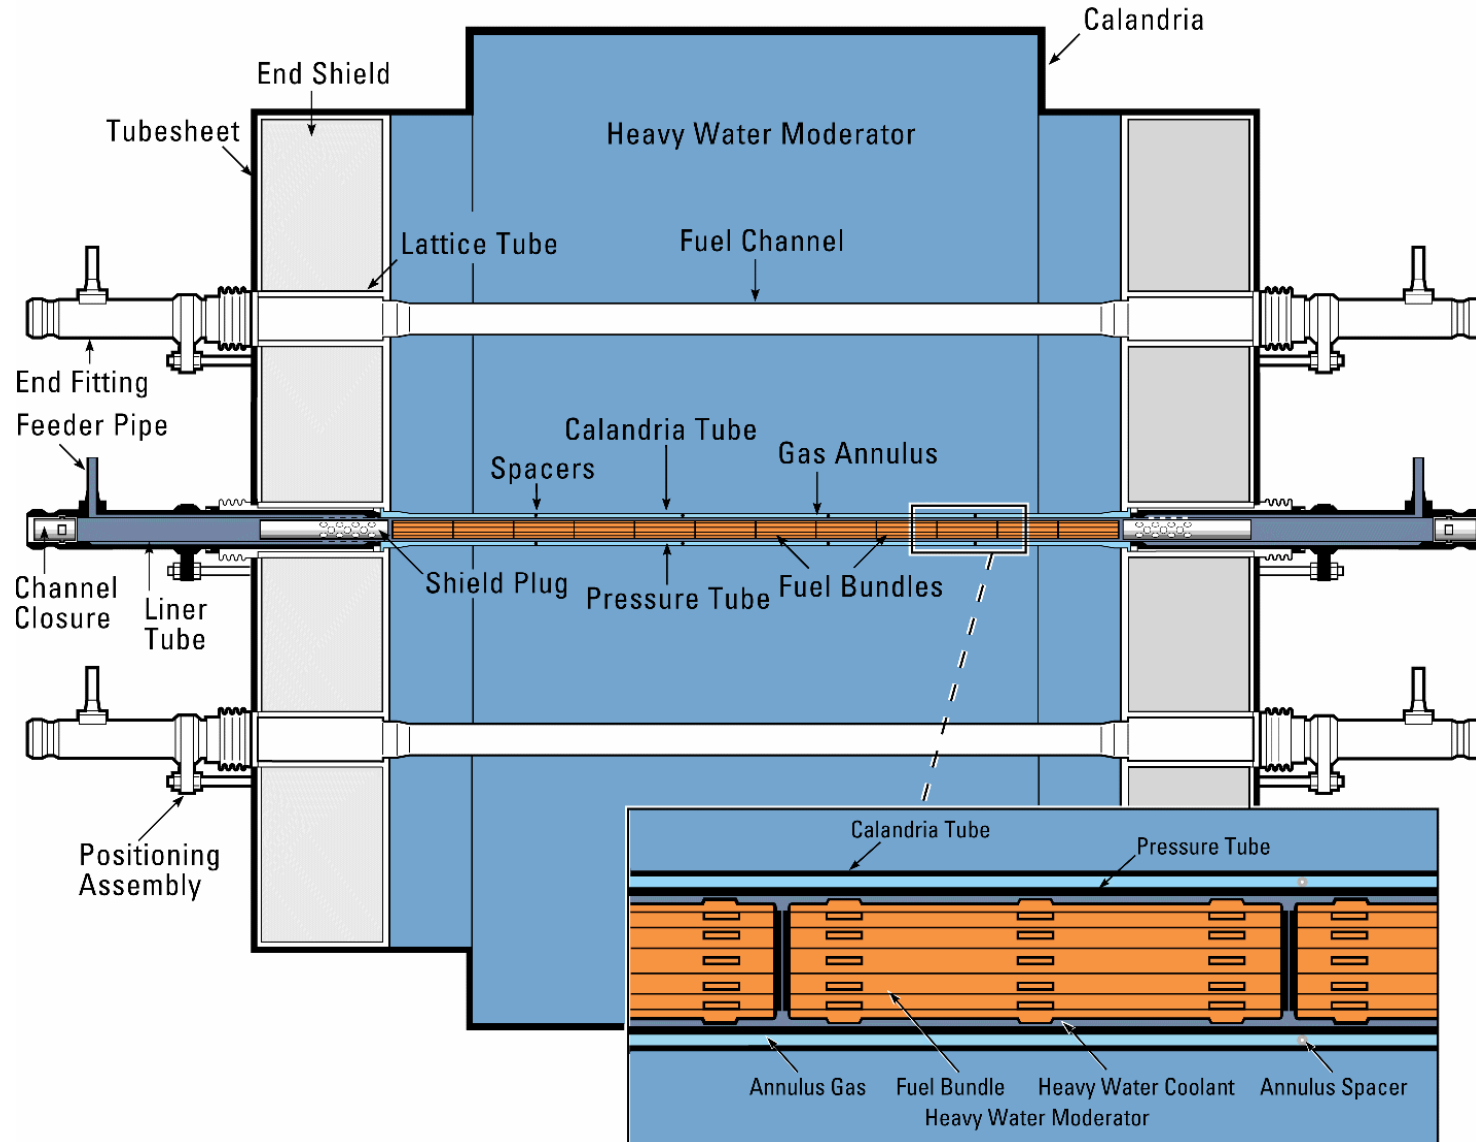 Calandria
End Shield
Tubesheet
Heavy Water Moderator
Lattice Tube
Fuel Channel
End Fitting
Feeder Pipe
Calandria Tube
Gas Annulus
Spacers
Channel
Closure
Liner
Tube
Shield Plug
Pressure Tube
Fuel Bundles
Positioning
Assembly
Calandria Tube
Pressure Tube
Annulus Gas
Fuel Bundle
Heavy Water Coolant
Annulus Spacer
Heavy Water Moderator